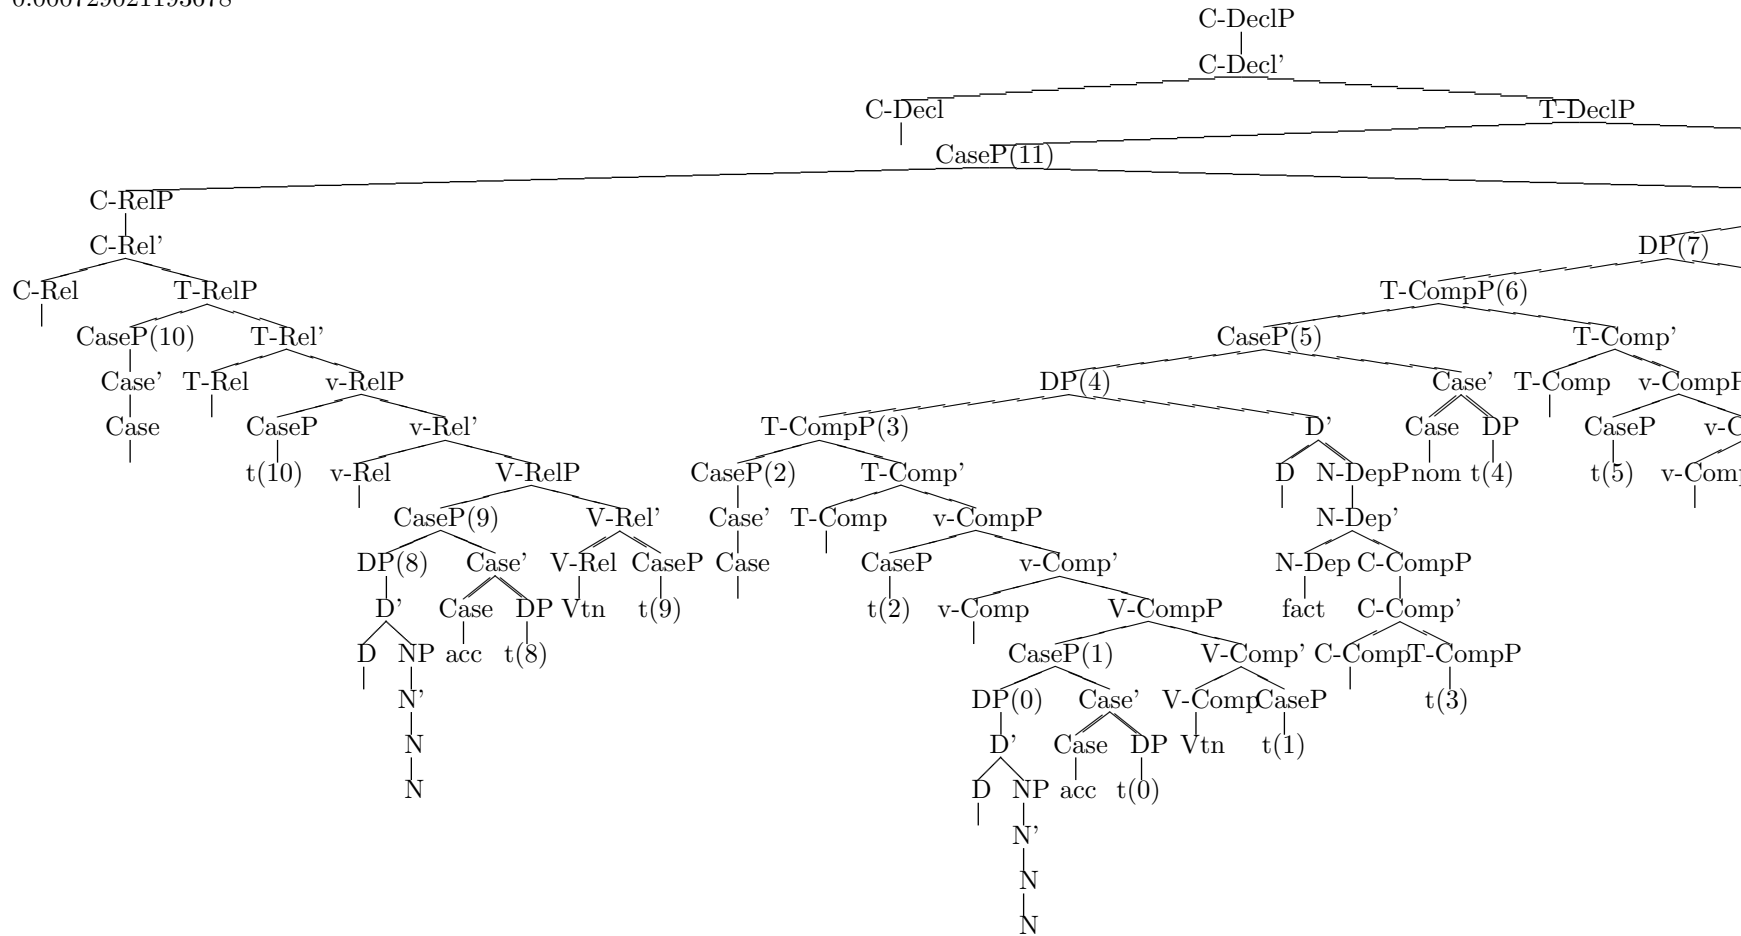 C-DeclP
C-Decl'
C-Decl T-DeclP
CaseP(11)
C-RelP
C-Rel' DP(7)
C-Rel T-RelP T-CompP(6)
CaseP(10) T-Rel' CaseP(5) T-Comp'
Case' T-Rel v-RelP DP(4) Case' T-Comp v-CompP
Case CaseP v-Rel' T-CompP(3) D' Case DP CaseP
t(10) v-Rel V-RelP CaseP(2) T-Comp' D N-DepP nom t(4) t(5)
CaseP(9) V-Rel' Case' T-Comp v-CompP N-Dep'
DP(8) Case' V-Rel CaseP Case CaseP v-Comp' N-Dep C-CompP
D' Case DP Vtn t(9) t(2) v-Comp V-CompP fact C-Comp'
D NP acc t(8) CaseP(1) V-Comp' C-Comp T-CompP
N' DP(0) Case' V-Comp CaseP t(3)
N D' Case DP Vtn t(1)
N D NP acc t(0)
N'
N
N